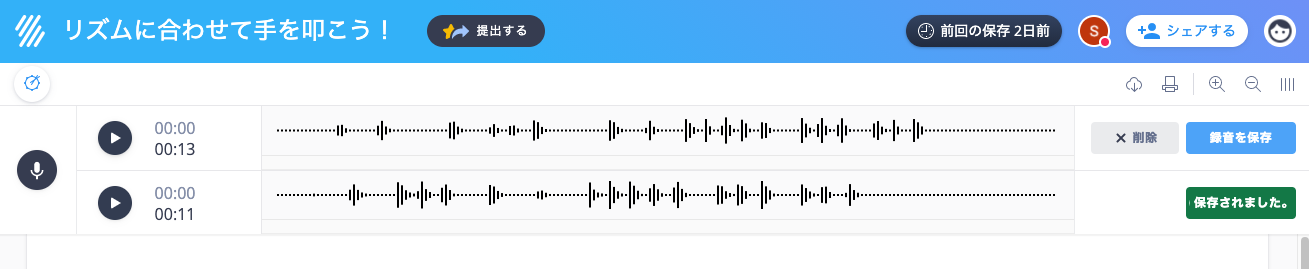 リズムに合わせて手を叩こう！
提出する
前回の保存 2日前
S
シェアする
00:00
00:13
削除
録音を保存
00:00
00:11
保存されました。